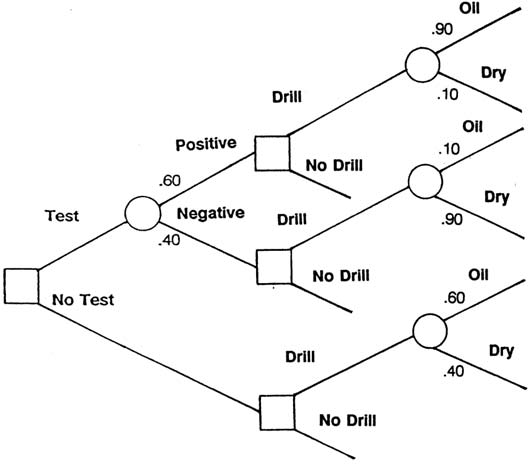 Oil
.90
Dry
.10
Drill
Positive
No Drill
.60
Oil
.10
Test
Negative
Drill
Dry
.90
.40
No Drill
No Test
Oil
.60
Drill
Dry
.40
No Drill